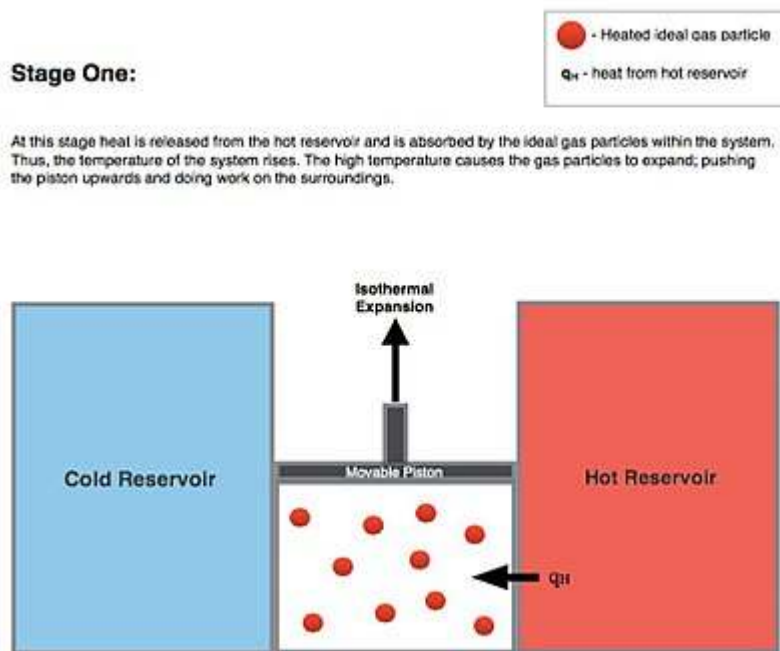 - Heated ideal gas particle
qH - heat from hot reservoir
Stage One:
At this stage heat is released from the hot reservoir and is absorbed by the ideal gas particles within the system.
Thus, the temperature of the system rises. The high temperature causes the gas particles to expand; pushing
the piston upwards and doing work on the surroundings.
Isothermal
Expansion
Cold Reservoir
Movable Piston
Hot Reservoir
qH